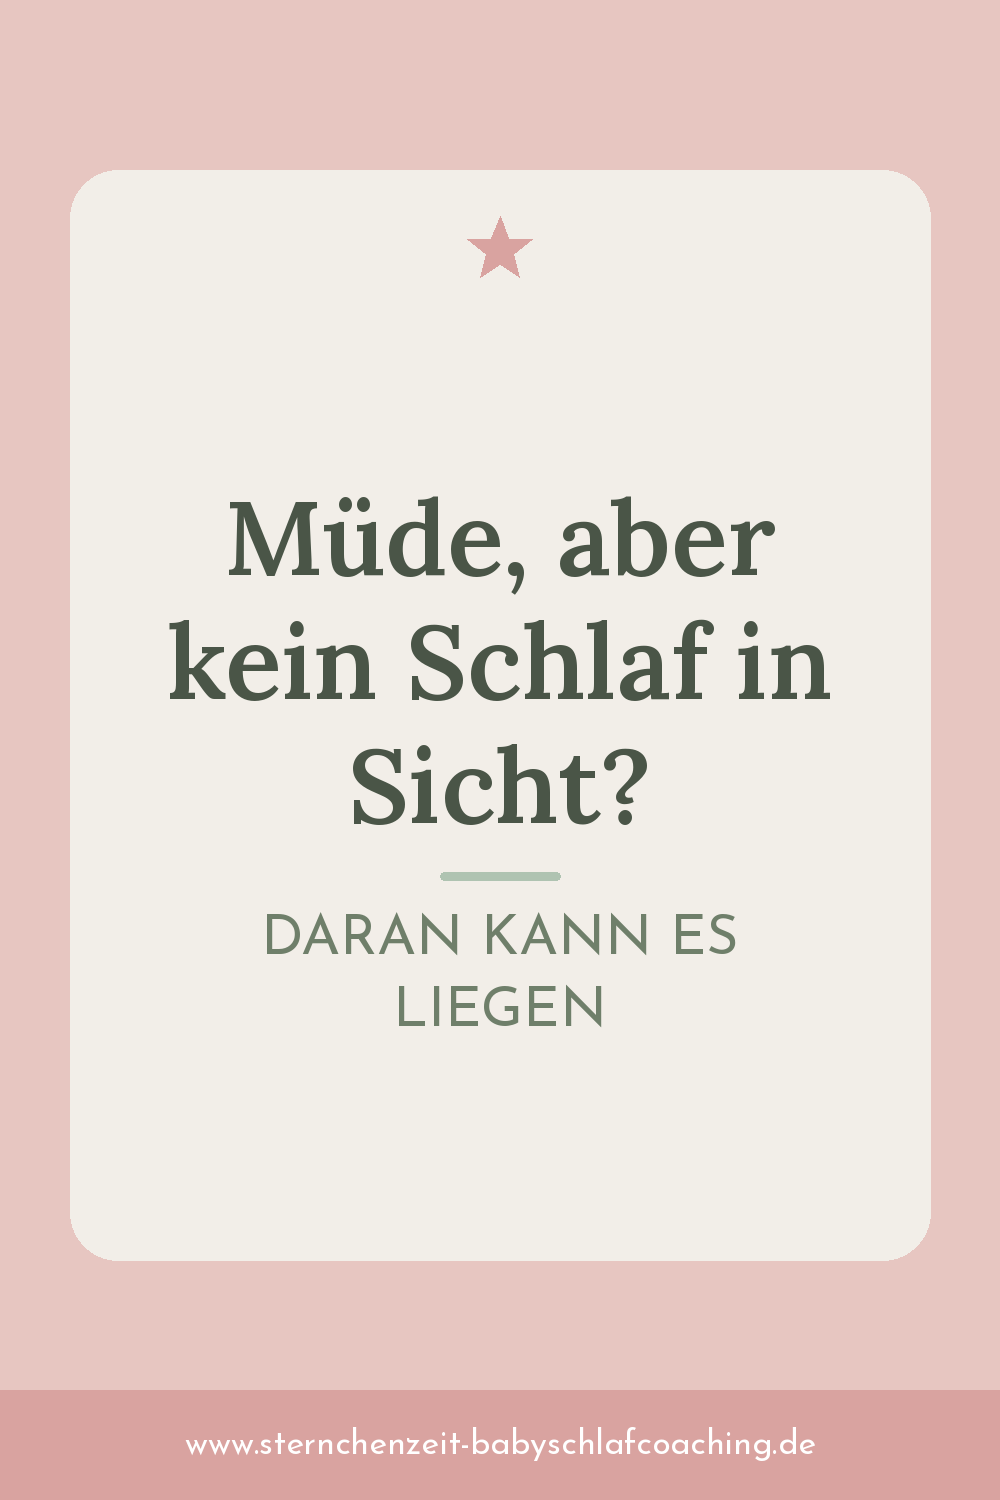 Müde, aber
kein Schlaf in
Sicht?
DARAN KANN ES
LIEGEN
www.sternchenzeit-babyschlafcoaching.de